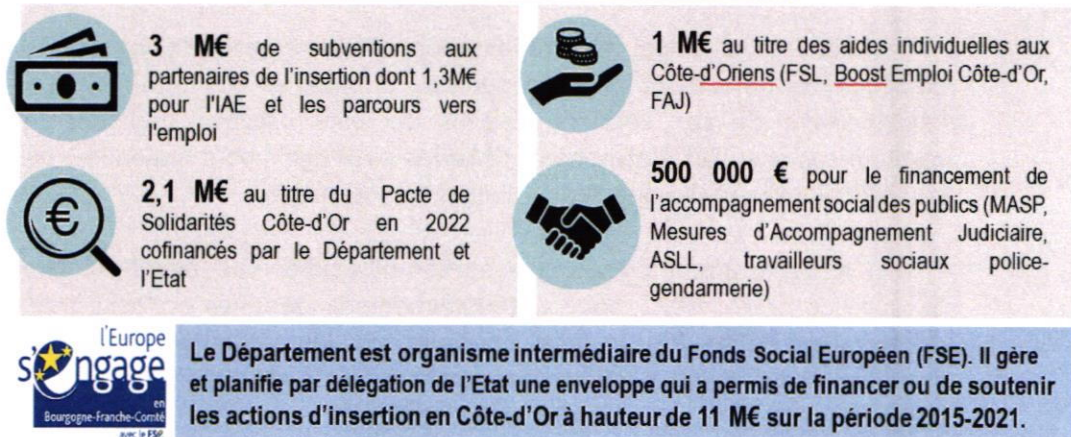 3 M€ de subventions aux
partenaires de l'insertion dont 1,3M€
pour l'IAE et les parcours vers
l'emploi
2,1 M€ au titre du Pacte de
Solidarités Côte-d'Or en 2022
cofinancés par le Département et
l'Etat
1 M€ au titre des aides individuelles aux
Côte-d'Oriens (FSL, Boost Emploi Côte-d'Or,
FAJ)
500 000 € pour le financement de
l'accompagnement social des publics (MASP,
Mesures d'Accompagnement Judiciaire,
ASLL, travailleurs sociaux police-
gendarmerie)
l'Europe
s'engage
en
Bourgogne-Franche-Comté
avec le FSE
Le Département est organisme intermédiaire du Fonds Social Européen (FSE). Il gère
et planifie par délégation de l'Etat une enveloppe qui a permis de financer ou de soutenir
les actions d'insertion en Côte-d'Or à hauteur de 11 M€ sur la période 2015-2021.